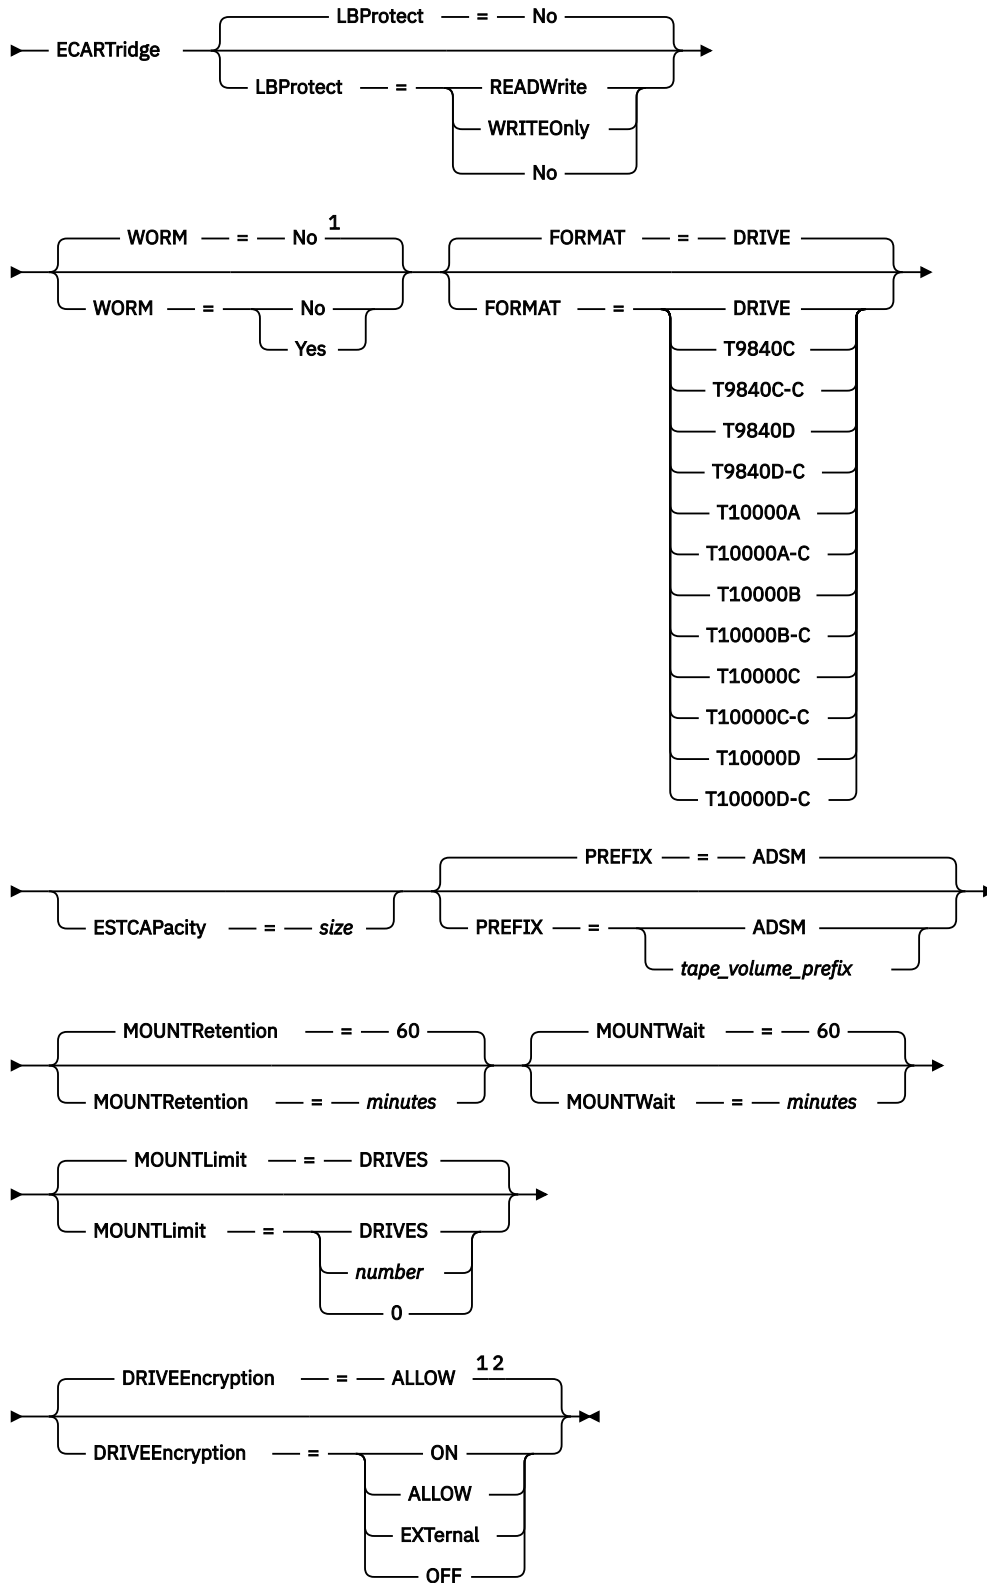 LBProtect = No
ECARTridge
LBProtect = READWrite
WRITEOnly
No
WORM = No 1 FORMAT = DRIVE
WORM = No FORMAT = DRIVE
Yes T9840C
T9840C-C
T9840D
T9840D-C
T10000A
T10000A-C
T10000B
T10000B-C
T10000C
T10000C-C
T10000D
T10000D-C
PREFIX = ADSM
ESTCAPacity = size PREFIX = ADSM
tape_volume_prefix
MOUNTRetention = 60 MOUNTWait = 60
MOUNTRetention = minutes MOUNTWait = minutes
MOUNTLimit = DRIVES
MOUNTLimit = DRIVES
number
0
DRIVEEncryption = ALLOW 1 2
DRIVEEncryption = ON
ALLOW
EXTernal
OFF